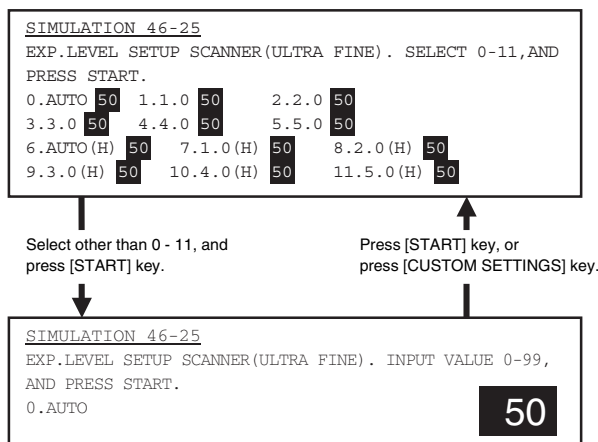 SIMULATION 46-25
EXP.LEVEL SETUP SCANNER(ULTRA FINE). SELECT 0-11,AND
PRESS START.
0.AUTO 50 1.1.0 50 2.2.0 50
3.3.0 50 4.4.0 50 5.5.0 50
6.AUTO(H) 50 7.1.0(H) 50 8.2.0(H) 50
9.3.0(H) 50 10.4.0(H) 50 11.5.0(H) 50
Select other than 0 - 11, and
press [START] key.
Press [START] key, or
press [CUSTOM SETTINGS] key.
SIMULATION 46-25
EXP.LEVEL SETUP SCANNER(ULTRA FINE). INPUT VALUE 0-99,
AND PRESS START.
0.AUTO
50